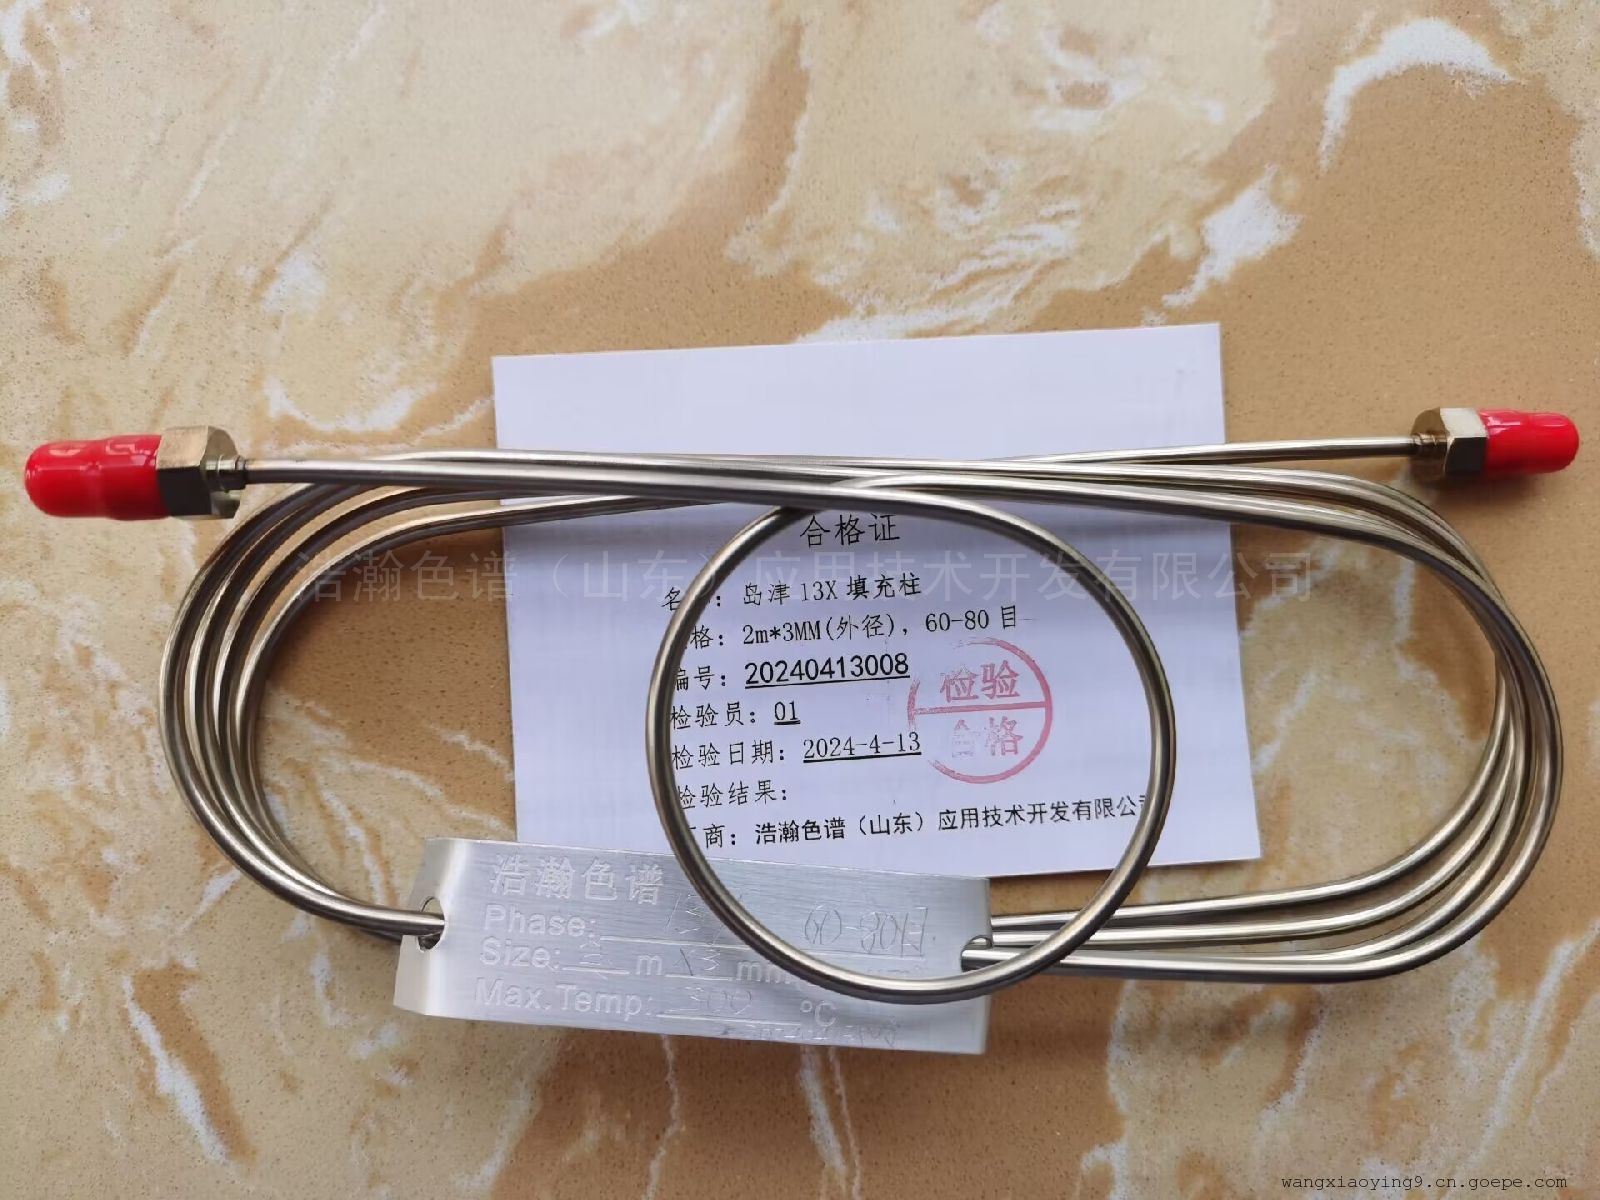 合格证
浩瀚色谱（山东）应用技术开发有限公司
名：岛津 13X 填充柱
格：2m*3MM(外径)，60-80 目
编号：20240413008
检验
合格
检验员：01
检验日期：2024-4-13
检验结果：
商：浩瀚色谱（山东）应用技术开发有限公
浩瀚色谱
Phase:
Size: m mm
Max.Temp: 300 °C
wangxiaoying9.cn.goepe.com